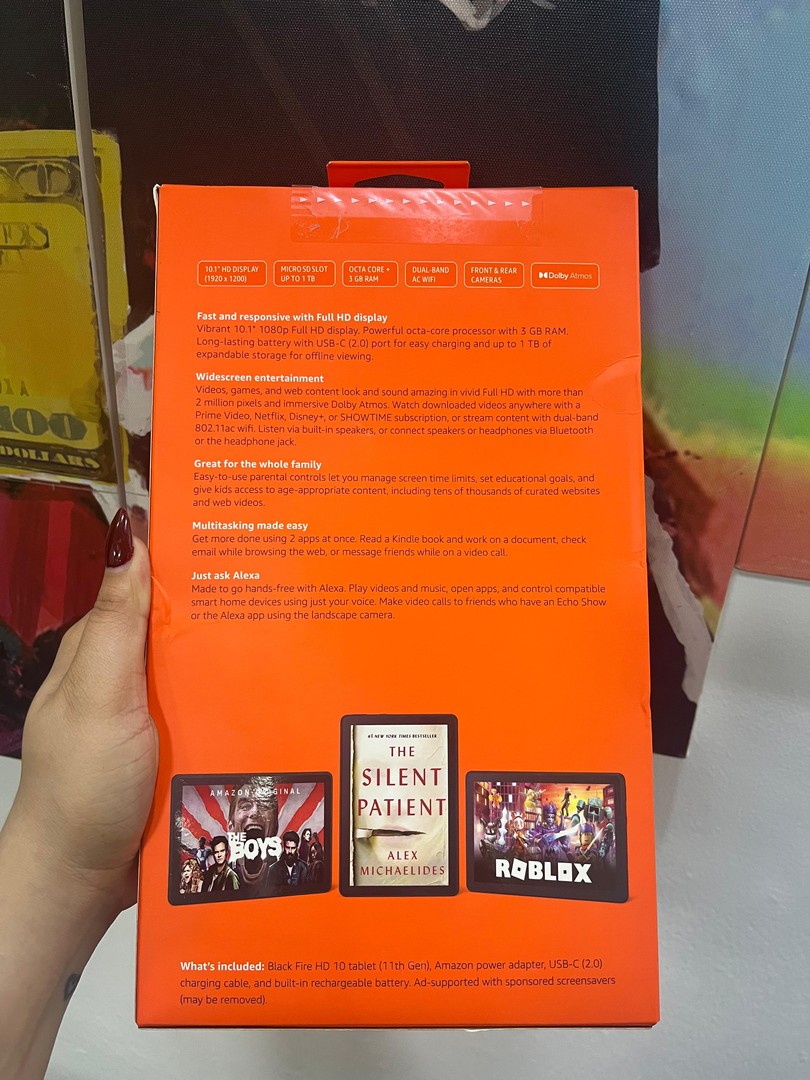 10.1" HD DISPLAY
(1920 x 1200)
MICRO SD SLOT
UP TO 1 TB
OCTA CORE +
3 GB RAM
DUAL-BAND
AC WIFI
FRONT & REAR
CAMERAS
Dolby Atmos
Fast and responsive with Full HD display
Vibrant 10.1" 1080p Full HD display. Powerful octa-core processor with 3 GB RAM.
Long-lasting battery with USB-C (2.0) port for easy charging and up to 1 TB of
expandable storage for offline viewing.
Widescreen entertainment
Videos, games, and web content look and sound amazing in vivid Full HD with more than
2 million pixels and immersive Dolby Atmos. Watch downloaded videos anywhere with a
Prime Video, Netflix, Disney+, or SHOWTIME subscription, or stream content with dual-band
802.11ac wifi. Listen via built-in speakers, or connect speakers or headphones via Bluetooth
or the headphone jack.
Great for the whole family
Easy-to-use parental controls let you manage screen time limits, set educational goals, and
give kids access to age-appropriate content, including tens of thousands of curated websites
and web videos.
Multitasking made easy
Get more done using 2 apps at once. Read a Kindle book and work on a document, check
email while browsing the web, or message friends while on a video call.
Just ask Alexa
Made to go hands-free with Alexa. Play videos and music, open apps, and control compatible
smart home devices using just your voice. Make video calls to friends who have an Echo Show
or the Alexa app using the landscape camera.
AMAZON ORIGINAL
THE
BOYS
#1 NEW YORK TIMES BESTSELLER
THE
SILENT
PATIENT
ALEX
MICHAELIDES
ROBLOX
What's included: Black Fire HD 10 tablet (11th Gen), Amazon power adapter, USB-C (2.0)
charging cable, and built-in rechargeable battery. Ad-supported with sponsored screensavers
(may be removed).
DOLLARS